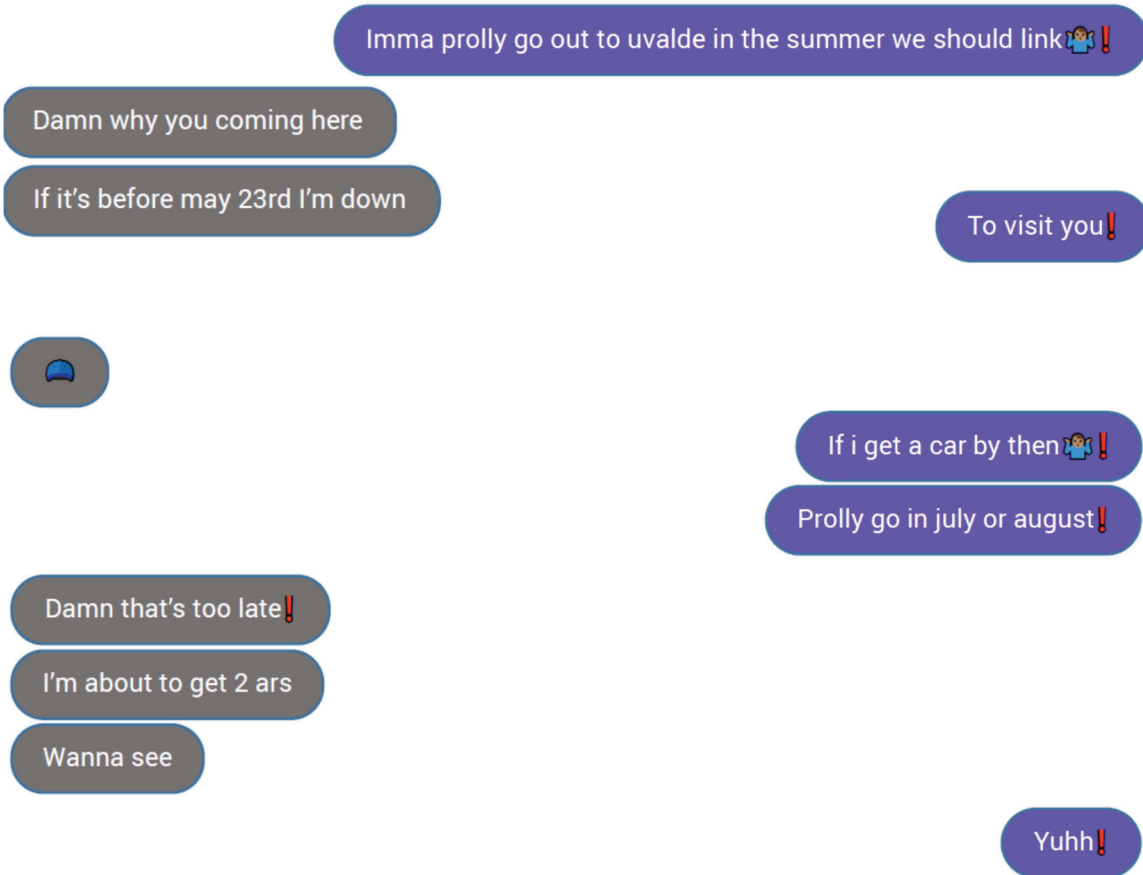 Imma prolly go out to uvalde in the summer we should link🤷🏽‍♂️❗
Damn why you coming here
If it's before may 23rd I'm down
To visit you❗
🧢
If i get a car by then🤷🏽‍♂️❗
Prolly go in july or august❗
Damn that's too late❗
I'm about to get 2 ars
Wanna see
Yuhh❗